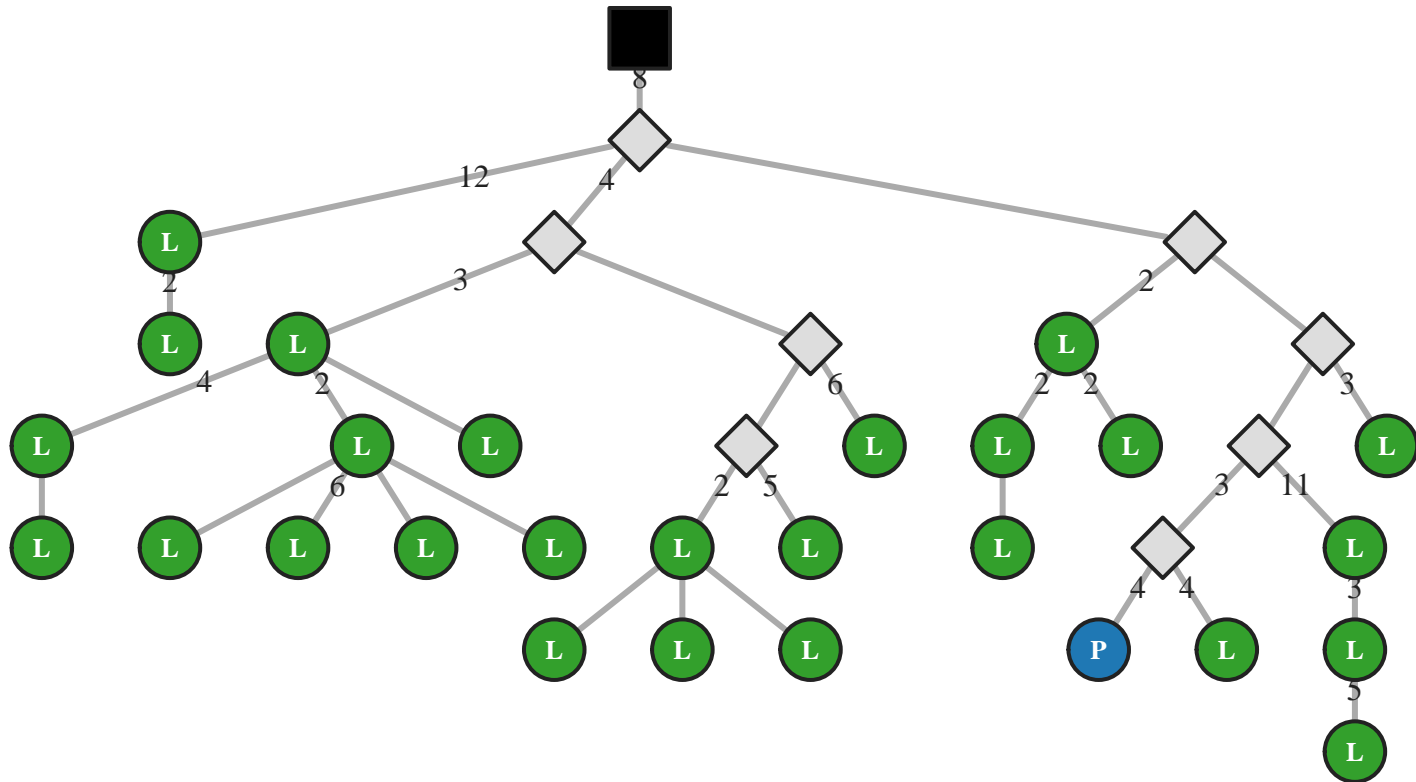 8
12 4
L
2 3 2
L L L
4 2 6 2 2 3
L L L L L L L
6 2 5 3 11
L L L L L L L L L
4 4 3
L L L P L L
5
L